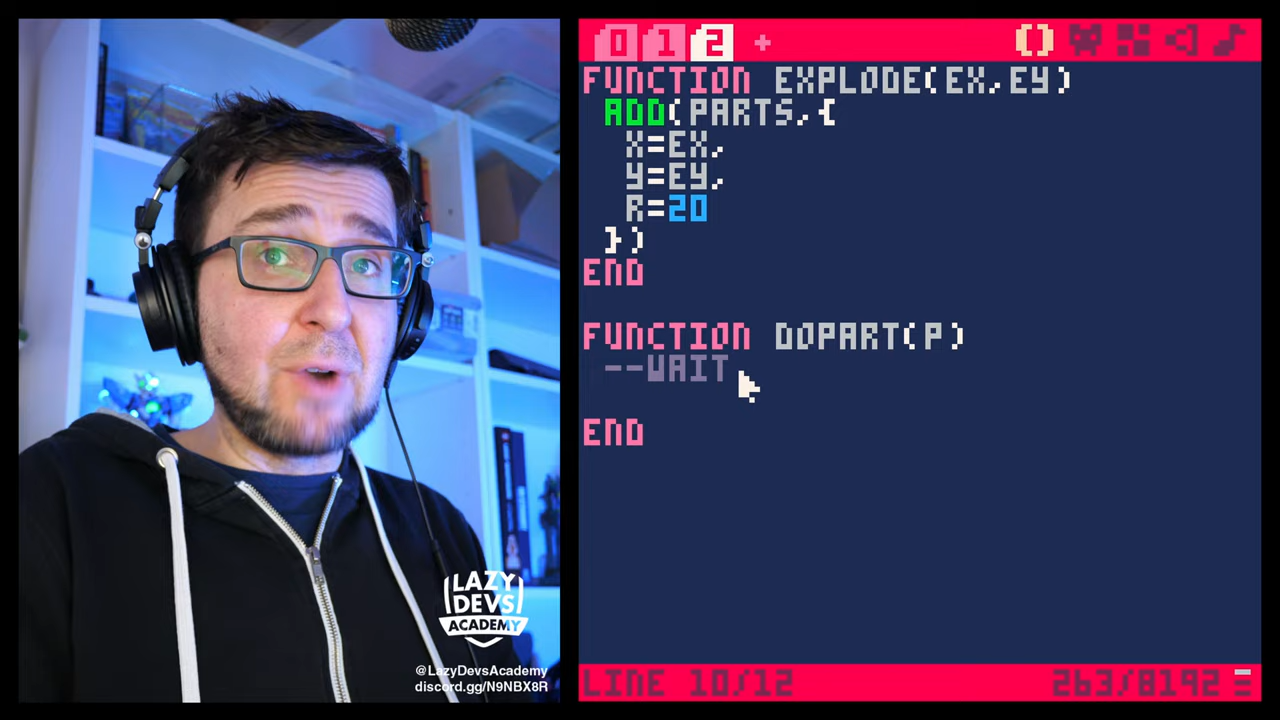 LAZY
DEVS
ACADEMY
@LazyDevsAcademy
discord.gg/N9NBX8R
0 1 2 +
FUNCTION EXPLODE(EX,EY)
ADD(PARTS,{
X=EX,
Y=EY,
R=20
})
END
FUNCTION DOPART(P)
--WAIT
END
LINE 10/12
263/8192